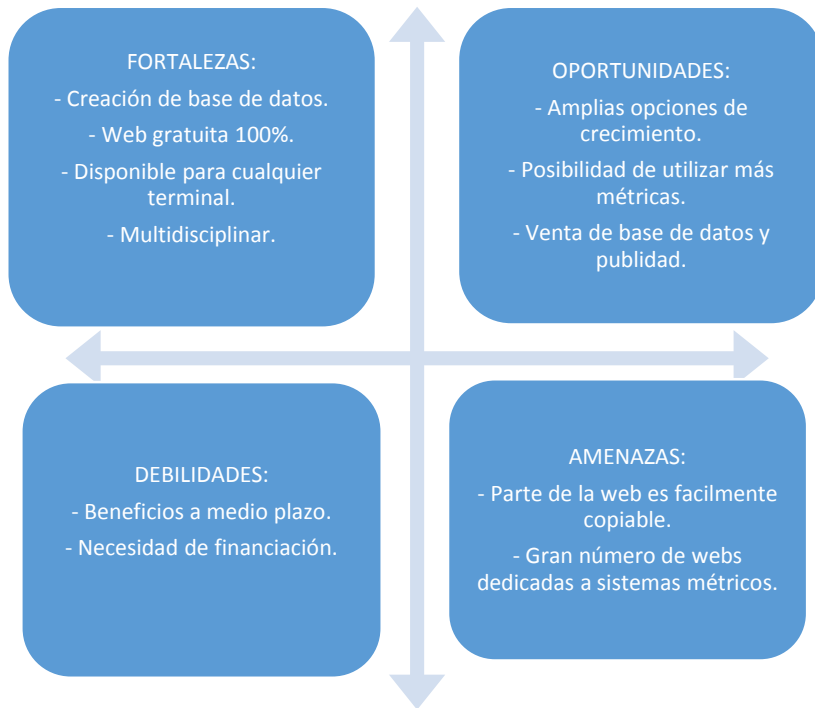 FORTALEZAS:
- Creación de base de datos.
- Web gratuita 100%.
- Disponible para cualquier
terminal.
- Multidisciplinar.
OPORTUNIDADES:
- Amplias opciones de
crecimiento.
- Posibilidad de utilizar más
métricas.
- Venta de base de datos y
publidad.
DEBILIDADES:
- Beneficios a medio plazo.
- Necesidad de financiación.
AMENAZAS:
- Parte de la web es facilmente
copiable.
- Gran número de webs
dedicadas a sistemas métricos.